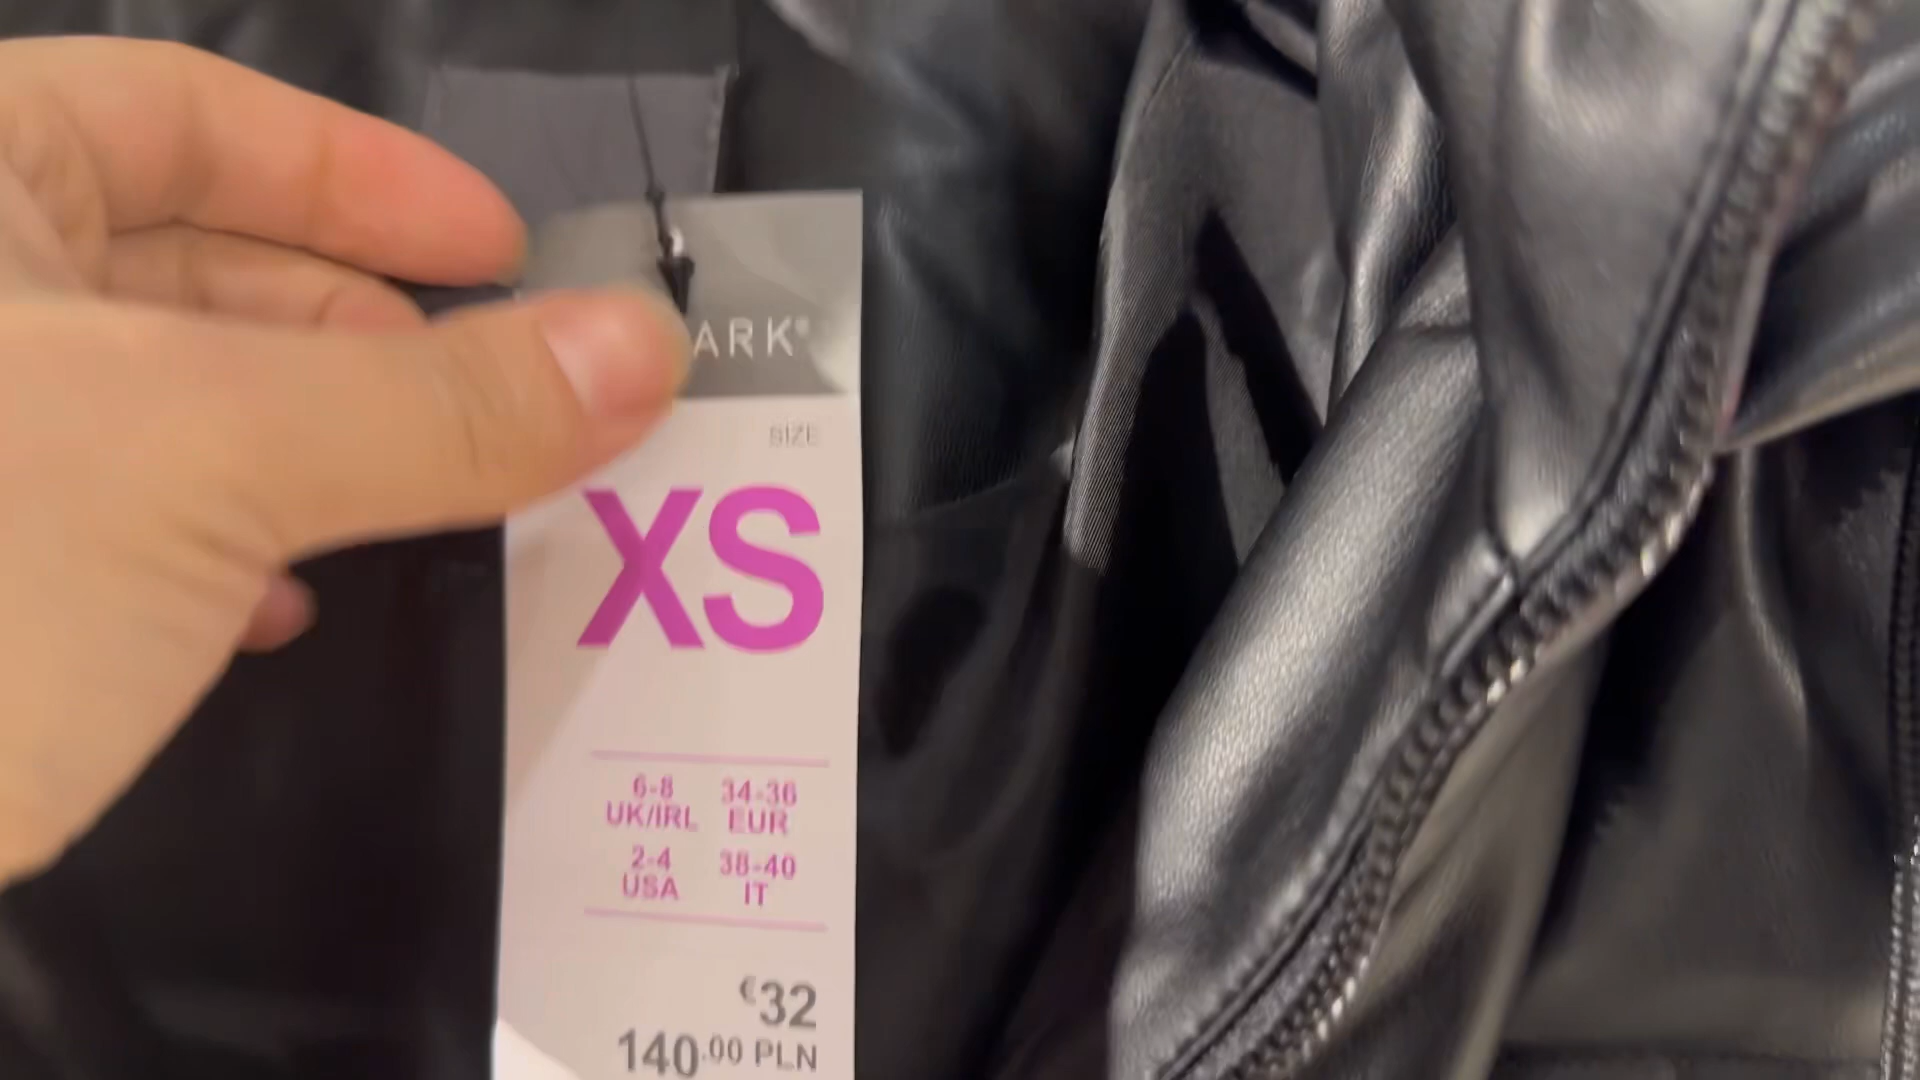 ARK®
SIZE
XS
6-8 34-36
UK/IRL EUR
2-4 38-40
USA IT
€32
140.00 PLN